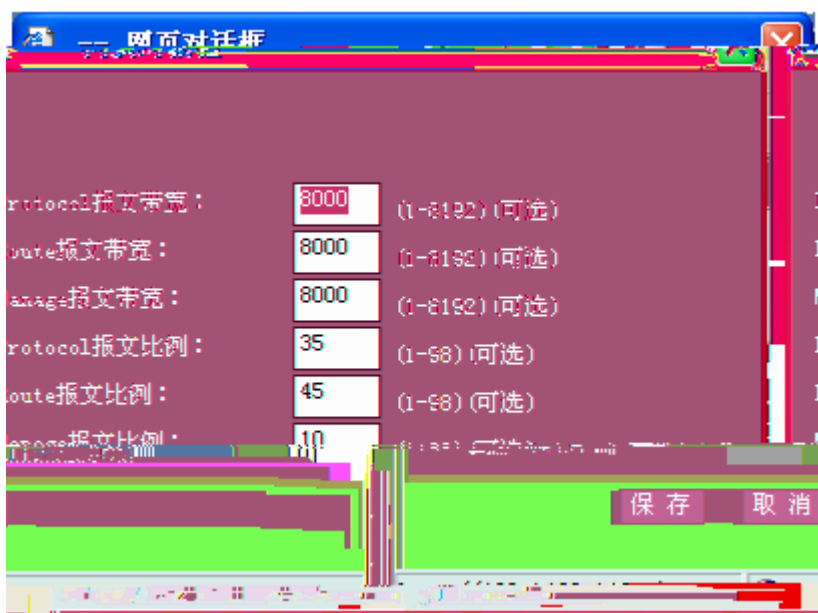 网页对话框
rotocol报文带宽： 8000 (1-8192)(可选)
oute报文带宽： 8000 (1-8192)(可选)
anage报文带宽： 8000 (1-8192)(可选)
rotocol报文比例： 35 (1-98)(可选)
oute报文比例： 45 (1-98)(可选)
报文比例： 10
保存 取消